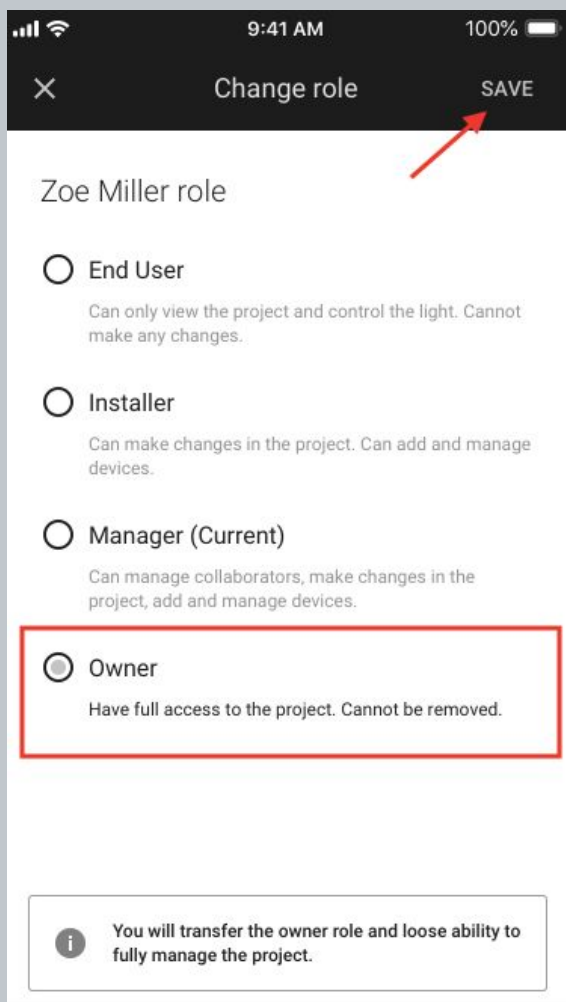 9:41 AM
100%
Change role
SAVE
Zoe Miller role
End User
Can only view the project and control the light. Cannot
make any changes.
Installer
Can make changes in the project. Can add and manage
devices.
Manager (Current)
Can manage collaborators, make changes in the
project, add and manage devices.
Owner
Have full access to the project. Cannot be removed.
You will transfer the owner role and loose ability to
fully manage the project.